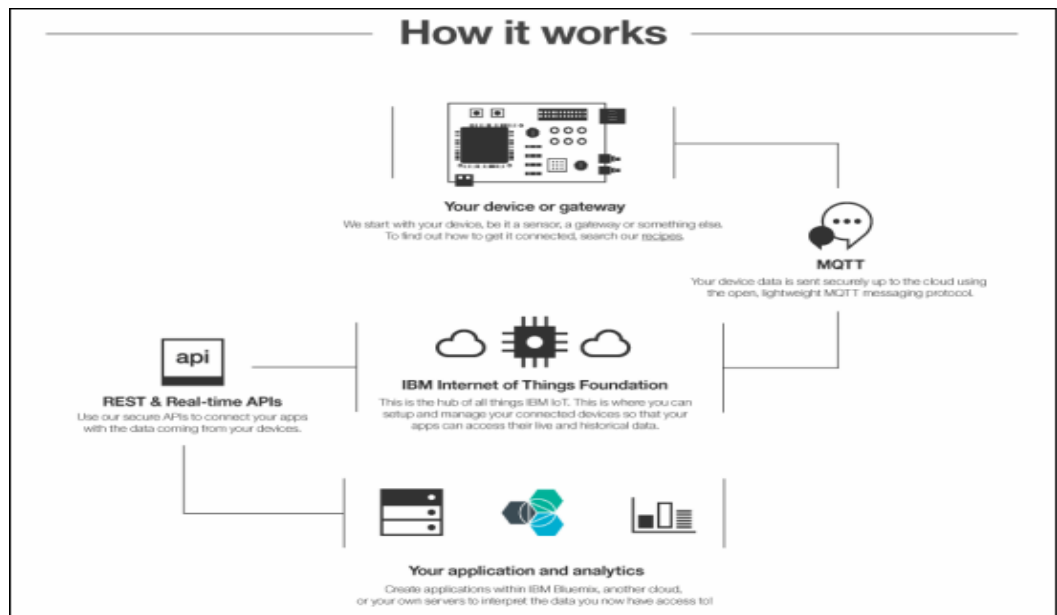 How it works
Your device or gateway
We start with your device, be it a sensor, a gateway or something else.
To find out how to get it connected, search our recipes.
MQTT
Your device data is sent securely up to the cloud using
the open, lightweight MQTT messaging protocol.
IBM Internet of Things Foundation
This is the hub of all things IBM IoT. This is where you can
setup and manage your connected devices so that your
apps can access their live and historical data.
api
REST & Real-time APIs
Use our secure APIs to connect your apps
with the data coming from your devices.
Your application and analytics
Create applications within IBM Bluemix, another cloud,
or your own servers to interpret the data you now have access to!